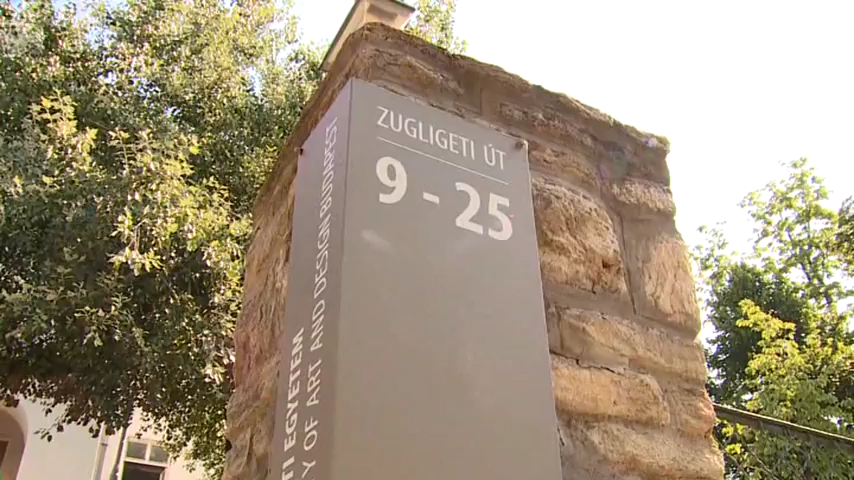 ZUGLIGETI ÚT
9 - 25
EGYETEM
OF ART AND DESIGN BUDAPEST